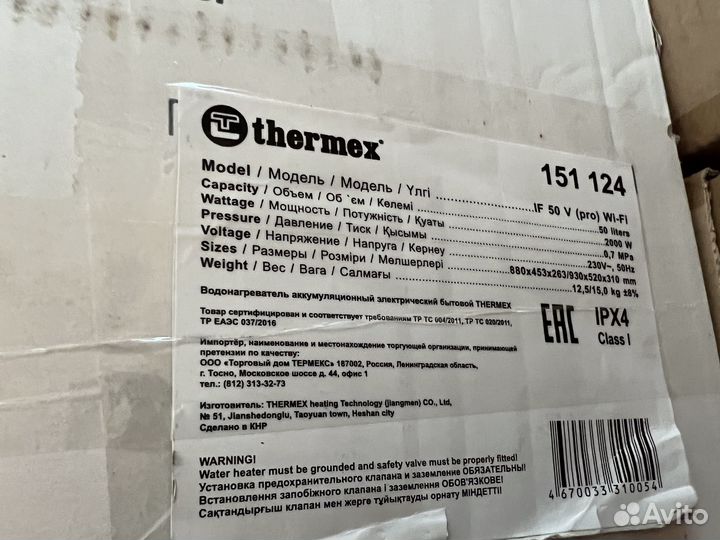 thermex
151 124
Model / Модель / Модель / Үлгі ........ IF 50 V (pro) Wi-Fi
Capacity / Объем / Об `єм / Көлемі ........ 50 liters
Wattage / Мощность / Потужність / Қуаты ........ 2000 W
Pressure / Давление / Тиск / Қысымы ........ 0,7 MPa
Voltage / Напряжение / Напруга / Кернеу ........ 230V~, 50Hz
Sizes / Размеры / Розміри / Мөлшерлері ........ 880x453x263/930x520x310 mm
Weight / Вес / Вага / Салмағы ........ 12,5/15,0 kg ±8%
Водонагреватель аккумуляционный электрический бытовой THERMEX
Товар сертифицирован и соответствует требованиям ТР ТС 004/2011, ТР ТС 020/2011,
ТР ЕАЭС 037/2016
EAC IPX4
Class I
Импортёр, наименование и местонахождение торгующей организации, принимающей
претензии по качеству:
ООО «Торговый дом ТЕРМЕКС» 187002, Россия, Ленинградская область,
г. Тосно, Московское шоссе д. 44, офис 1
тел.: (812) 313-32-73
Изготовитель: THERMEX heating Technology (jiangmen) CO., Ltd,
№ 51, Jianshedonglu, Taoyuan town, Heshan city
Сделано в КНР
WARNING!
Water heater must be grounded and safety valve must be properly fitted!
Установка предохранительного клапана и заземление ОБЯЗАТЕЛЬНЫ!
Встановлення запобіжного клапана і заземлення ОБОВ'ЯЗКОВЕ!
Сақтандырғыш клапан мен жерге тұйықтауды орнату МІНДЕТТІ!
4 670033 310054
Avito